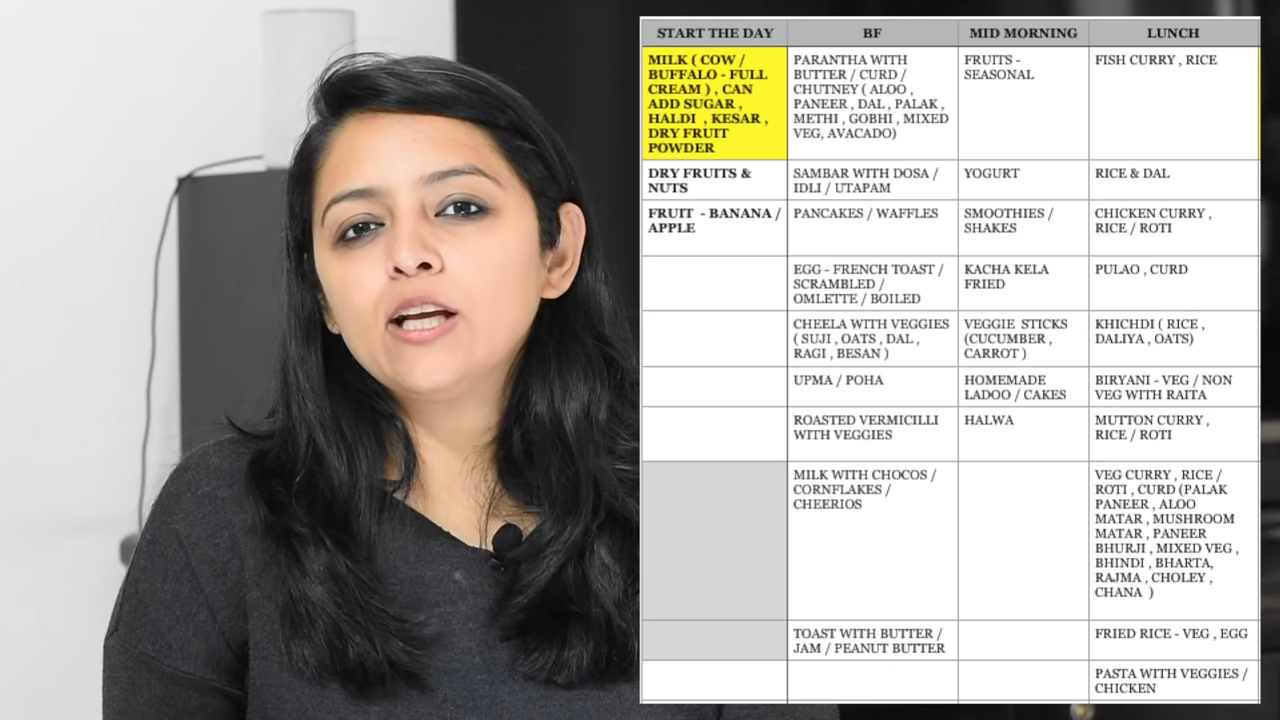 START THE DAY
BF
MID MORNING
LUNCH
MILK ( COW /
BUFFALO - FULL
CREAM ) , CAN
ADD SUGAR ,
HALDI , KESAR ,
DRY FRUIT
POWDER
PARANTHA WITH
BUTTER / CURD /
CHUTNEY ( ALOO ,
PANEER , DAL , PALAK ,
METHI , GOBHI , MIXED
VEG, AVACADO)
FRUITS -
SEASONAL
FISH CURRY , RICE
DRY FRUITS &
NUTS
SAMBAR WITH DOSA /
IDLI / UTAPAM
YOGURT
RICE & DAL
FRUIT - BANANA /
APPLE
PANCAKES / WAFFLES
SMOOTHIES /
SHAKES
CHICKEN CURRY ,
RICE / ROTI
EGG - FRENCH TOAST /
SCRAMBLED /
OMLETTE / BOILED
KACHA KELA
FRIED
PULAO , CURD
CHEELA WITH VEGGIES
( SUJI , OATS , DAL ,
RAGI , BESAN )
VEGGIE STICKS
(CUCUMBER ,
CARROT )
KHICHDI ( RICE ,
DALIYA , OATS)
UPMA / POHA
HOMEMADE
LADOO / CAKES
BIRYANI - VEG / NON
VEG WITH RAITA
ROASTED VERMICILLI
WITH VEGGIES
HALWA
MUTTON CURRY ,
RICE / ROTI
MILK WITH CHOCOS /
CORNFLAKES /
CHEERIOS
VEG CURRY , RICE /
ROTI , CURD (PALAK
PANEER , ALOO
MATAR , MUSHROOM
MATAR , PANEER
BHURJI , MIXED VEG ,
BHINDI , BHARTA,
RAJMA , CHOLEY ,
CHANA )
TOAST WITH BUTTER /
JAM / PEANUT BUTTER
FRIED RICE - VEG , EGG
PASTA WITH VEGGIES /
CHICKEN